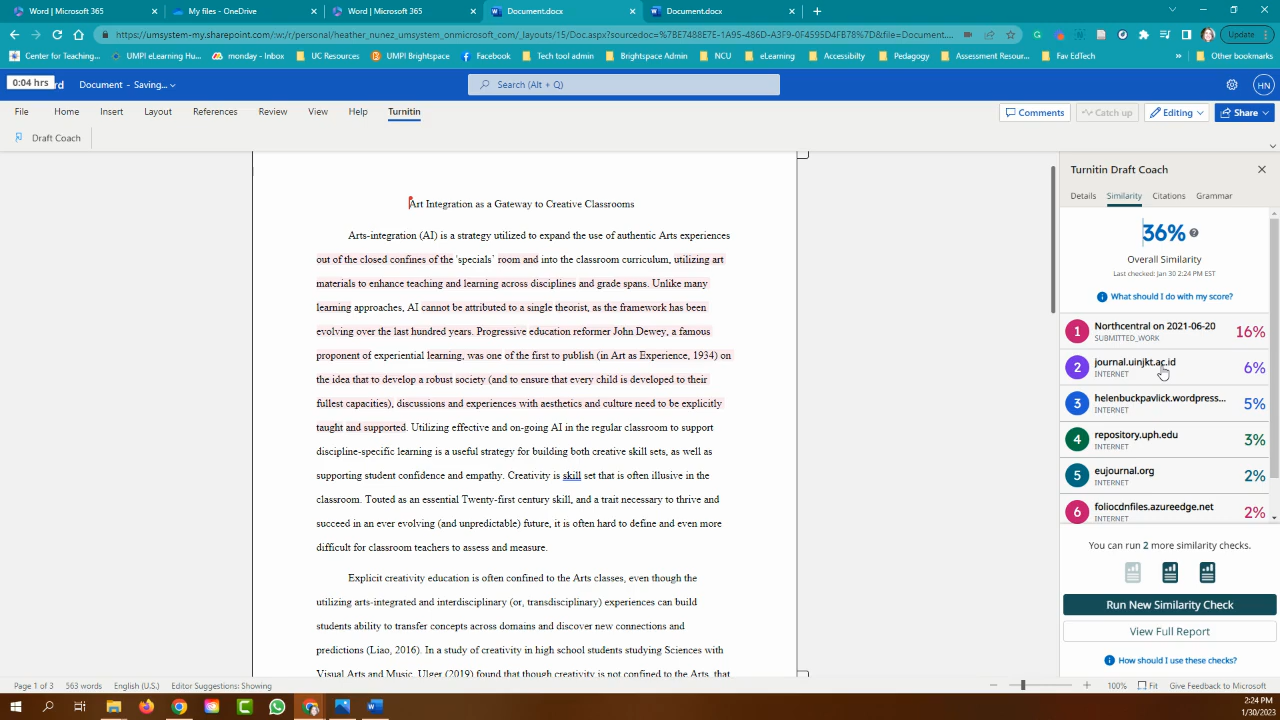 Word | Microsoft 365
My files - OneDrive
Word | Microsoft 365
Document.docx
Document.docx
https://umsystem-my.sharepoint.com/:w:/r/personal/heather_nunez_umsystem_onmicrosoft_com/_layouts/15/Doc.aspx?sourcedoc=%7BE7488E7E-1A95-486D-A3F9-0F4595D4FB78%7D&file=Document....
Update
Center for Teaching...
UMPI eLearning Hu...
monday - Inbox
UC Resources
UMPI Brightspace
Facebook
Tech tool admin
Brightspace Admin
NCU
eLearning
Accessibilty
Pedagogy
Assessment Resour...
Fav EdTech
»
Other bookmarks
0:04 hrs
rd
Document - Saving...
Search (Alt + Q)
HN
File
Home
Insert
Layout
References
Review
View
Help
Turnitin
Comments
Catch up
Editing
Share
Draft Coach
Art Integration as a Gateway to Creative Classrooms
Arts-integration (AI) is a strategy utilized to expand the use of authentic Arts experiences
out of the closed confines of the 'specials' room and into the classroom curriculum, utilizing art
materials to enhance teaching and learning across disciplines and grade spans. Unlike many
learning approaches, AI cannot be attributed to a single theorist, as the framework has been
evolving over the last hundred years. Progressive education reformer John Dewey, a famous
proponent of experiential learning, was one of the first to publish (in Art as Experience, 1934) on
the idea that to develop a robust society (and to ensure that every child is developed to their
fullest capacities), discussions and experiences with aesthetics and culture need to be explicitly
taught and supported. Utilizing effective and on-going AI in the regular classroom to support
discipline-specific learning is a useful strategy for building both creative skill sets, as well as
supporting student confidence and empathy. Creativity is skill set that is often illusive in the
classroom. Touted as an essential Twenty-first century skill, and a trait necessary to thrive and
succeed in an ever evolving (and unpredictable) future, it is often hard to define and even more
difficult for classroom teachers to assess and measure.
Explicit creativity education is often confined to the Arts classes, even though the
utilizing arts-integrated and interdisciplinary (or, transdisciplinary) experiences can build
students ability to transfer concepts across domains and discover new connections and
predictions (Liao, 2016). In a study of creativity in high school students studying Sciences with
Visual Arts and Music, Ulger (2019) found that though creativity is not confined to the Arts, that
Turnitin Draft Coach
Details
Similarity
Citations
Grammar
36%
Overall Similarity
Last checked: Jan 30 2:24 PM EST
What should I do with my score?
1
Northcentral on 2021-06-20
SUBMITTED_WORK
16%
2
journal.uinjkt.ac.id
INTERNET
6%
3
helenbuckpavlick.wordpress...
INTERNET
5%
4
repository.uph.edu
INTERNET
3%
5
eujournal.org
INTERNET
2%
6
foliocdnfiles.azureedge.net
INTERNET
2%
You can run 2 more similarity checks.
Run New Similarity Check
View Full Report
How should I use these checks?
Page 1 of 3
563 words
English (U.S.)
Editor Suggestions: Showing
100%
Fit
Give Feedback to Microsoft
2:24 PM
1/30/2023